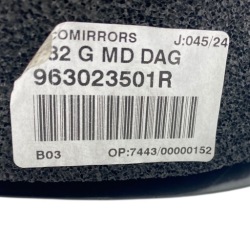 COMIRRORS J:045/24
32 G MD DAG
963023501R
B03 OP:7443/00000152